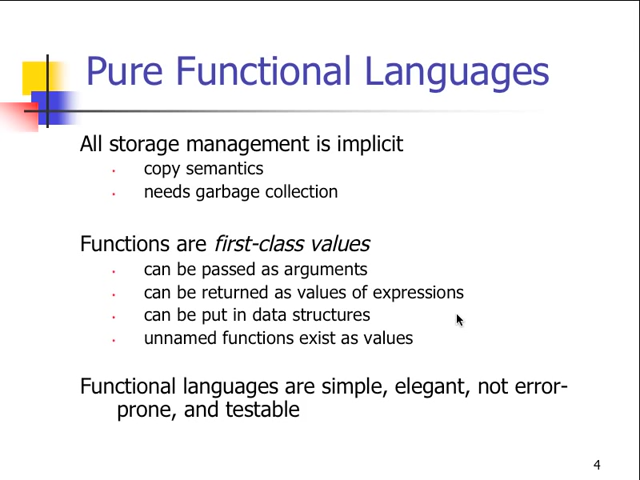 Pure Functional Languages
All storage management is implicit
• copy semantics
• needs garbage collection
Functions are first-class values
• can be passed as arguments
• can be returned as values of expressions
• can be put in data structures
• unnamed functions exist as values
Functional languages are simple, elegant, not error-
prone, and testable
4